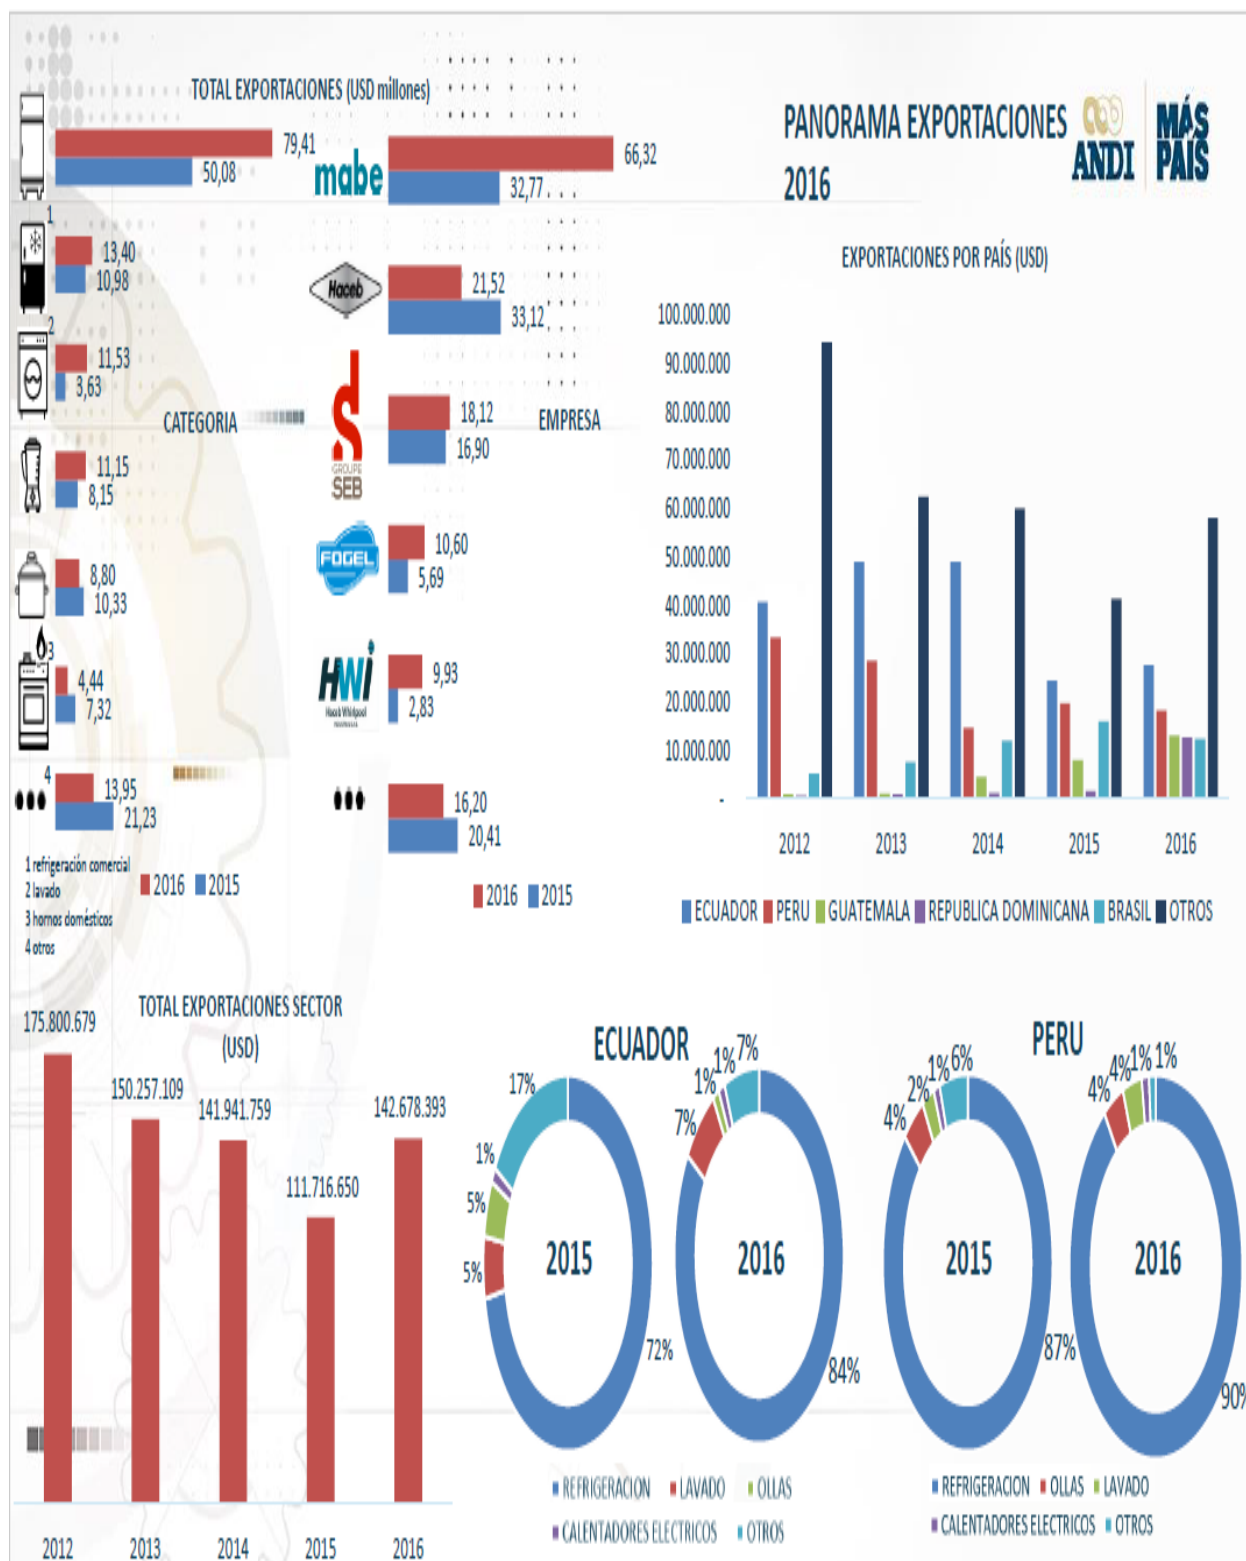 TOTAL EXPORTACIONES (USD millones)
79,41
50,08
1
13,40
10,98
2
11,53
3,63
CATEGORIA
11,15
8,15
8,80
10,33
3
4,44
7,32
4
13,95
21,23
1 refrigeración comercial
2 lavado
3 hornos domésticos
4 otros
2016 2015
mabe
66,32
32,77
Haceb
21,52
33,12
GROUPE
SEB
18,12
16,90
EMPRESA
FOGEL
10,60
5,69
HWI
Haceb Whirlpool
9,93
2,83
16,20
20,41
2016 2015
PANORAMA EXPORTACIONES
2016
ANDI
MÁS
PAÍS
EXPORTACIONES POR PAÍS (USD)
100.000.000
90.000.000
80.000.000
70.000.000
60.000.000
50.000.000
40.000.000
30.000.000
20.000.000
10.000.000
-
2012 2013 2014 2015 2016
ECUADOR PERU GUATEMALA REPUBLICA DOMINICANA BRASIL OTROS
TOTAL EXPORTACIONES SECTOR
(USD)
175.800.679
150.257.109
141.941.759
111.716.650
142.678.393
2012 2013 2014 2015 2016
ECUADOR
17%
1%
5%
5%
72%
2015
7%
1%
1%
7%
84%
2016
REFRIGERACION LAVADO OLLAS
CALENTADORES ELECTRICOS OTROS
PERU
6%
1%
2%
4%
87%
2015
1%
1%
4%
4%
90%
2016
REFRIGERACION OLLAS LAVADO
CALENTADORES ELECTRICOS OTROS